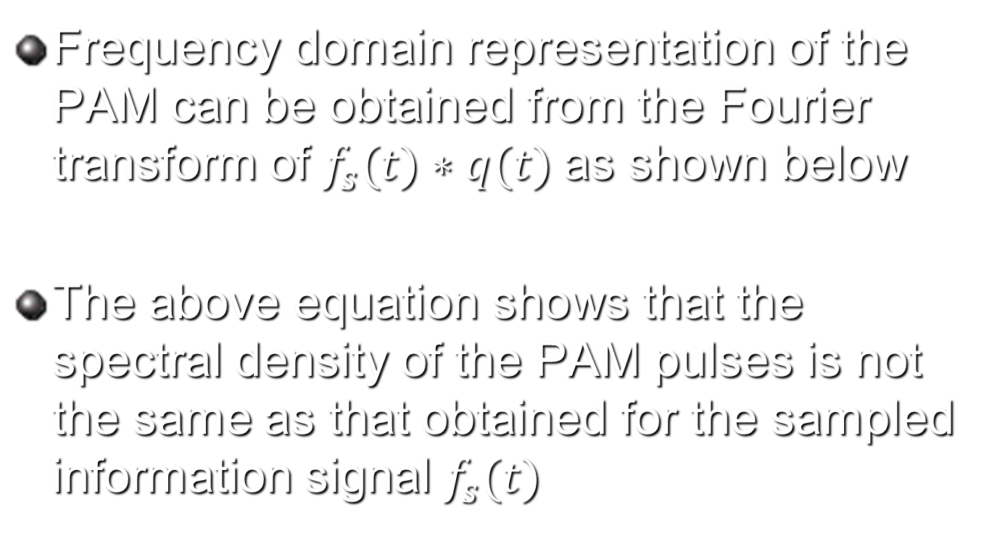 Frequency domain representation of the
PAM can be obtained from the Fourier
transform of fₛ(t) ∗ q(t) as shown below
The above equation shows that the
spectral density of the PAM pulses is not
the same as that obtained for the sampled
information signal fₛ(t)